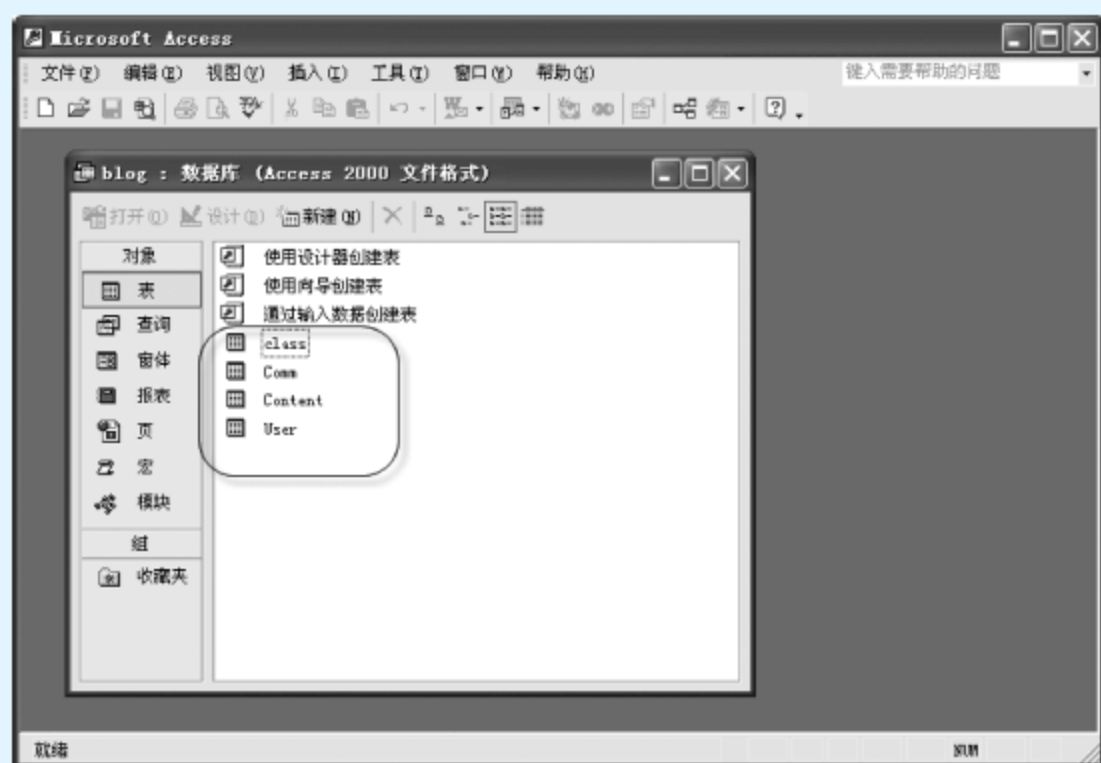 Microsoft Access
文件(F) 编辑(E) 视图(V) 插入(I) 工具(T) 窗口(W) 帮助(H) 键入需要帮助的问题
blog : 数据库 (Access 2000 文件格式)
打开(O) 设计(D) 新建(N)
对象
表
查询
窗体
报表
页
宏
模块
组
收藏夹
使用设计器创建表
使用向导创建表
通过输入数据创建表
class
Comm
Content
User
就绪 NUM